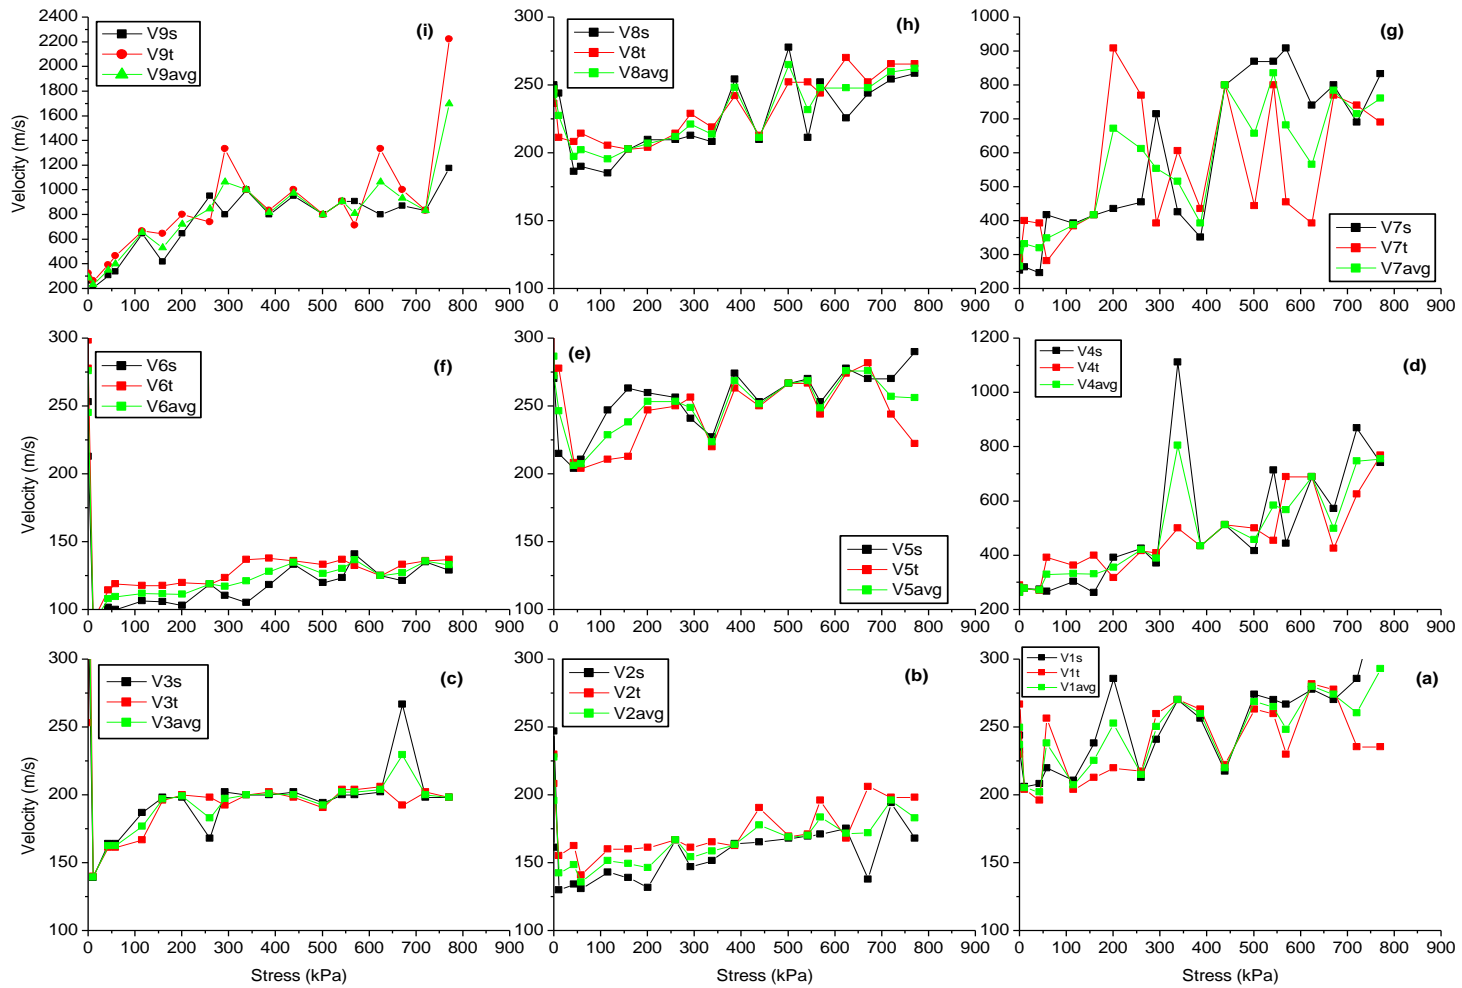 V9s
V9t
V9avg
(i)
2400
2200
2000
1800
1600
1400
1200
1000
800
600
400
200
0 100 200 300 400 500 600 700 800 900
Velocity (m/s)
V8s
V8t
V8avg
(h)
300
250
200
150
100
0 100 200 300 400 500 600 700 800 900
(g)
V7s
V7t
V7avg
1000
900
800
700
600
500
400
300
200
0 100 200 300 400 500 600 700 800 900
V6s
V6t
V6avg
(f)
300
250
200
150
100
0 100 200 300 400 500 600 700 800 900
Velocity (m/s)
(e)
V5s
V5t
V5avg
300
250
200
150
100
0 100 200 300 400 500 600 700 800 900
V4s
V4t
V4avg
(d)
1200
1000
800
600
400
200
0 100 200 300 400 500 600 700 800 900
V3s
V3t
V3avg
(c)
300
250
200
150
100
0 100 200 300 400 500 600 700 800 900
Velocity (m/s)
Stress (kPa)
V2s
V2t
V2avg
(b)
300
250
200
150
100
0 100 200 300 400 500 600 700 800 900
Stress (kPa)
V1s
V1t
V1avg
(a)
300
250
200
150
100
0 100 200 300 400 500 600 700 800 900
Stress (kPa)